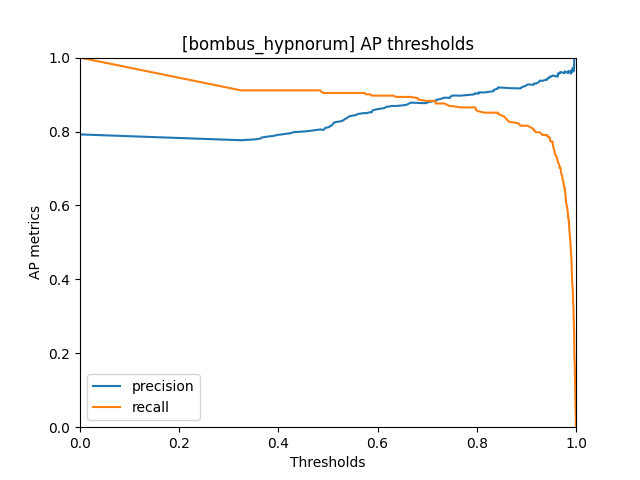 [bombus_hypnorum] AP thresholds
1.0
0.8
0.6
0.4
0.2
0.0
AP metrics
precision
recall
0.0 0.2 0.4 0.6 0.8 1.0
Thresholds